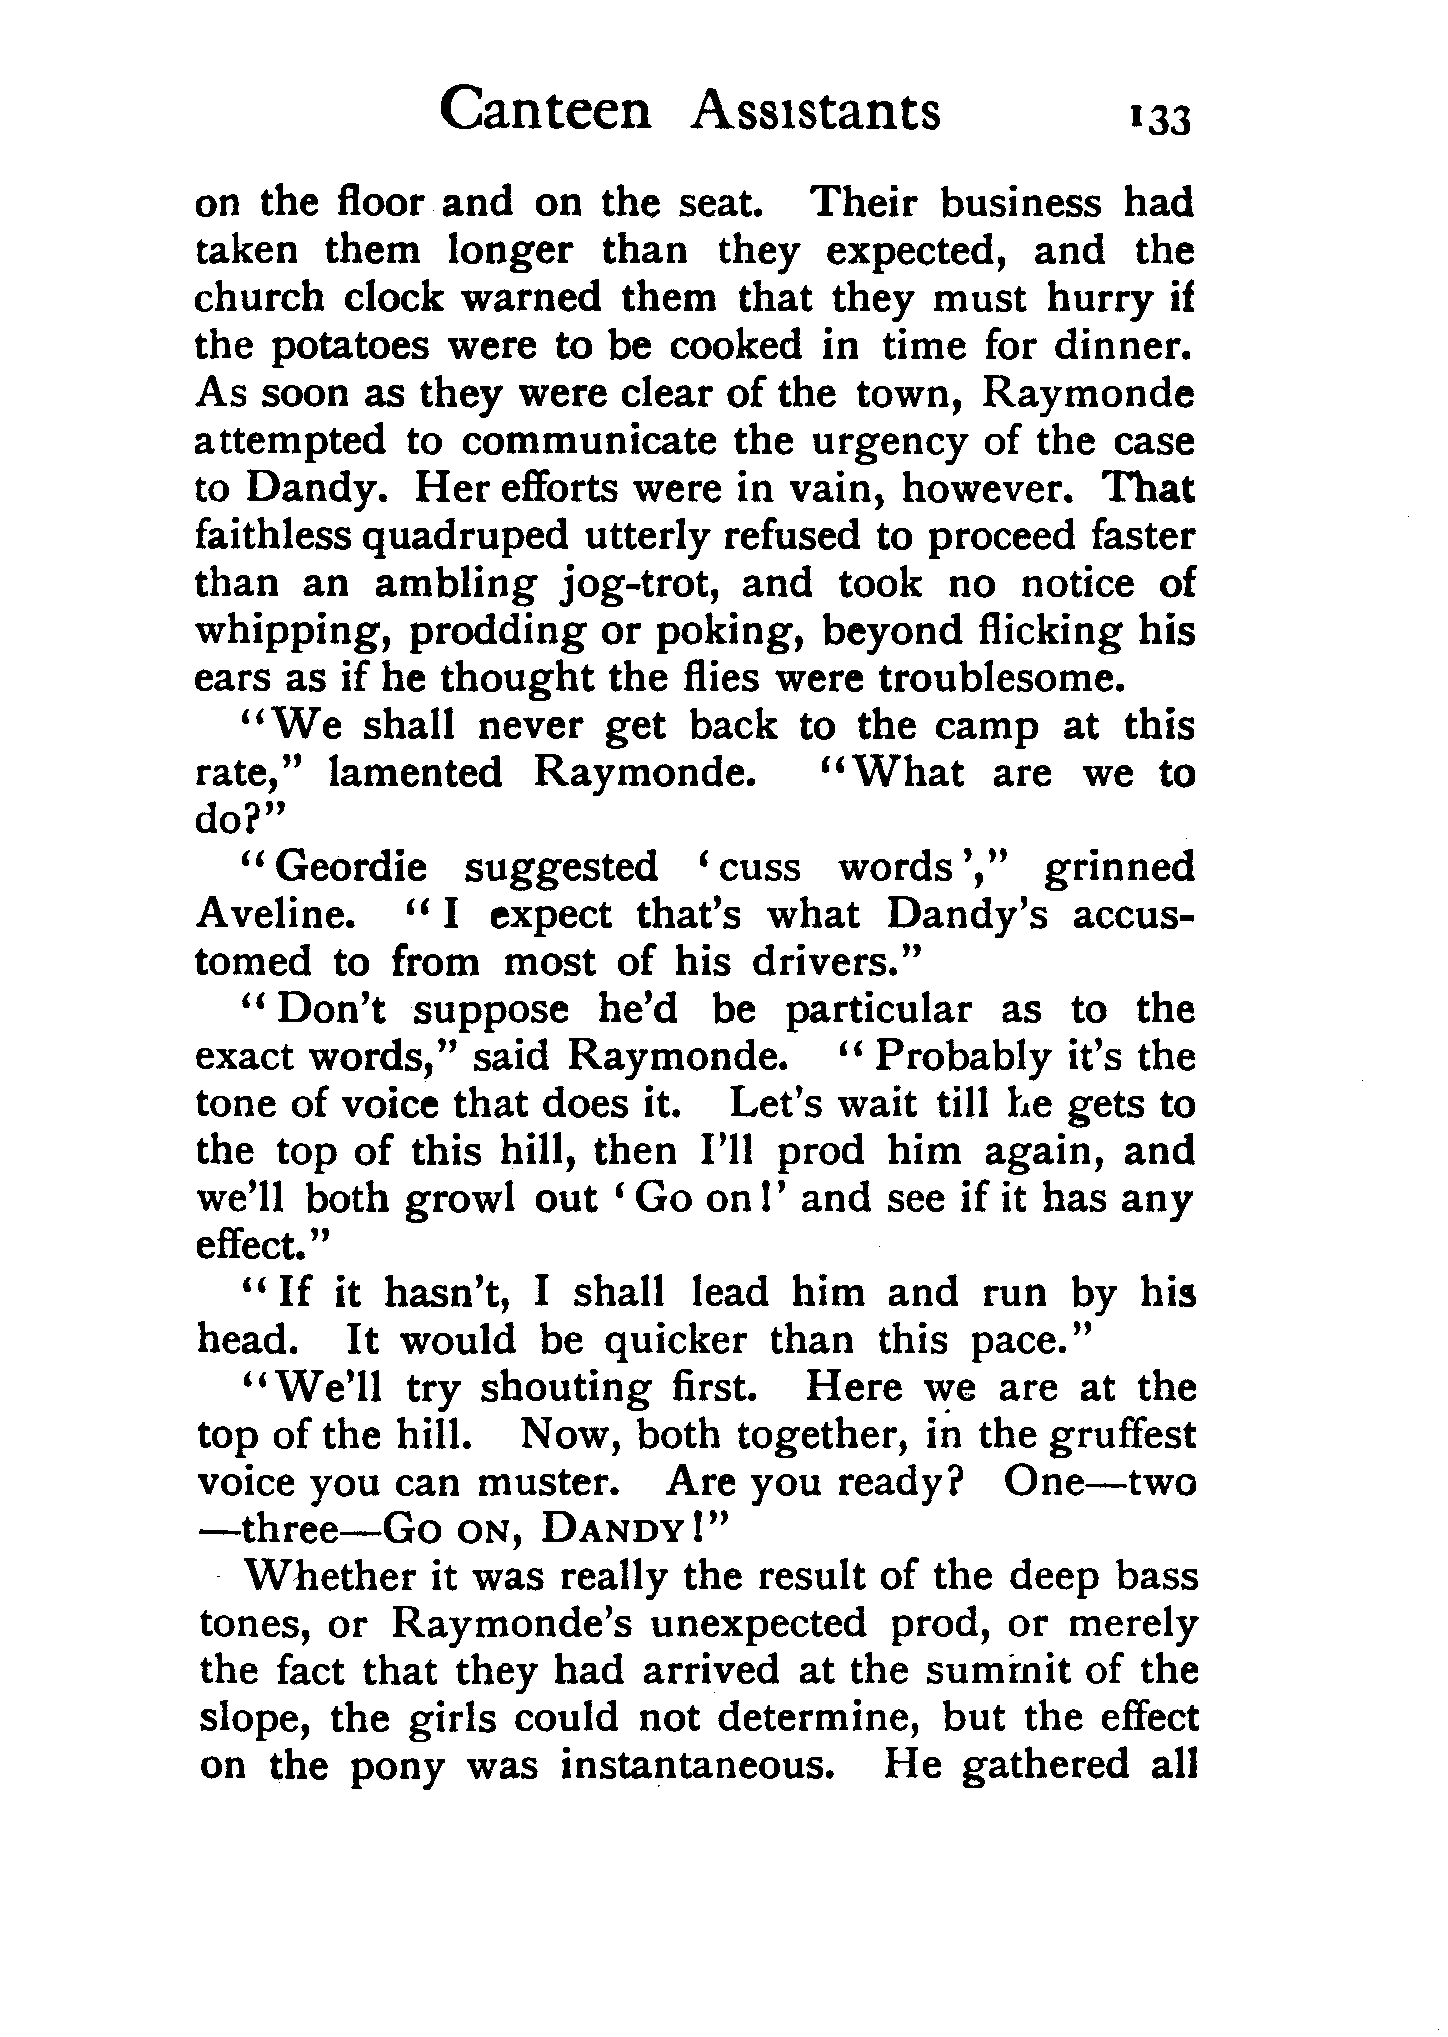 Canteen Assistants 133
on the floor and on the seat. Their business had
taken them longer than they expected, and the
church clock warned them that they must hurry if
the potatoes were to be cooked in time for dinner.
As soon as they were clear of the town, Raymonde
attempted to communicate the urgency of the case
to Dandy. Her efforts were in vain, however. That
faithless quadruped utterly refused to proceed faster
than an ambling jog-trot, and took no notice of
whipping, prodding or poking, beyond flicking his
ears as if he thought the flies were troublesome.
"We shall never get back to the camp at this
rate," lamented Raymonde. "What are we to
do?"
"Geordie suggested 'cuss words'," grinned
Aveline. "I expect that's what Dandy's accus-
tomed to from most of his drivers."
"Don't suppose he'd be particular as to the
exact words," said Raymonde. "Probably it's the
tone of voice that does it. Let's wait till he gets to
the top of this hill, then I'll prod him again, and
we'll both growl out 'Go on!' and see if it has any
effect."
"If it hasn't, I shall lead him and run by his
head. It would be quicker than this pace."
"We'll try shouting first. Here we are at the
top of the hill. Now, both together, in the gruffest
voice you can muster. Are you ready? One—two
—three—GO ON, DANDY!"
Whether it was really the result of the deep bass
tones, or Raymonde's unexpected prod, or merely
the fact that they had arrived at the summit of the
slope, the girls could not determine, but the effect
on the pony was instantaneous. He gathered all